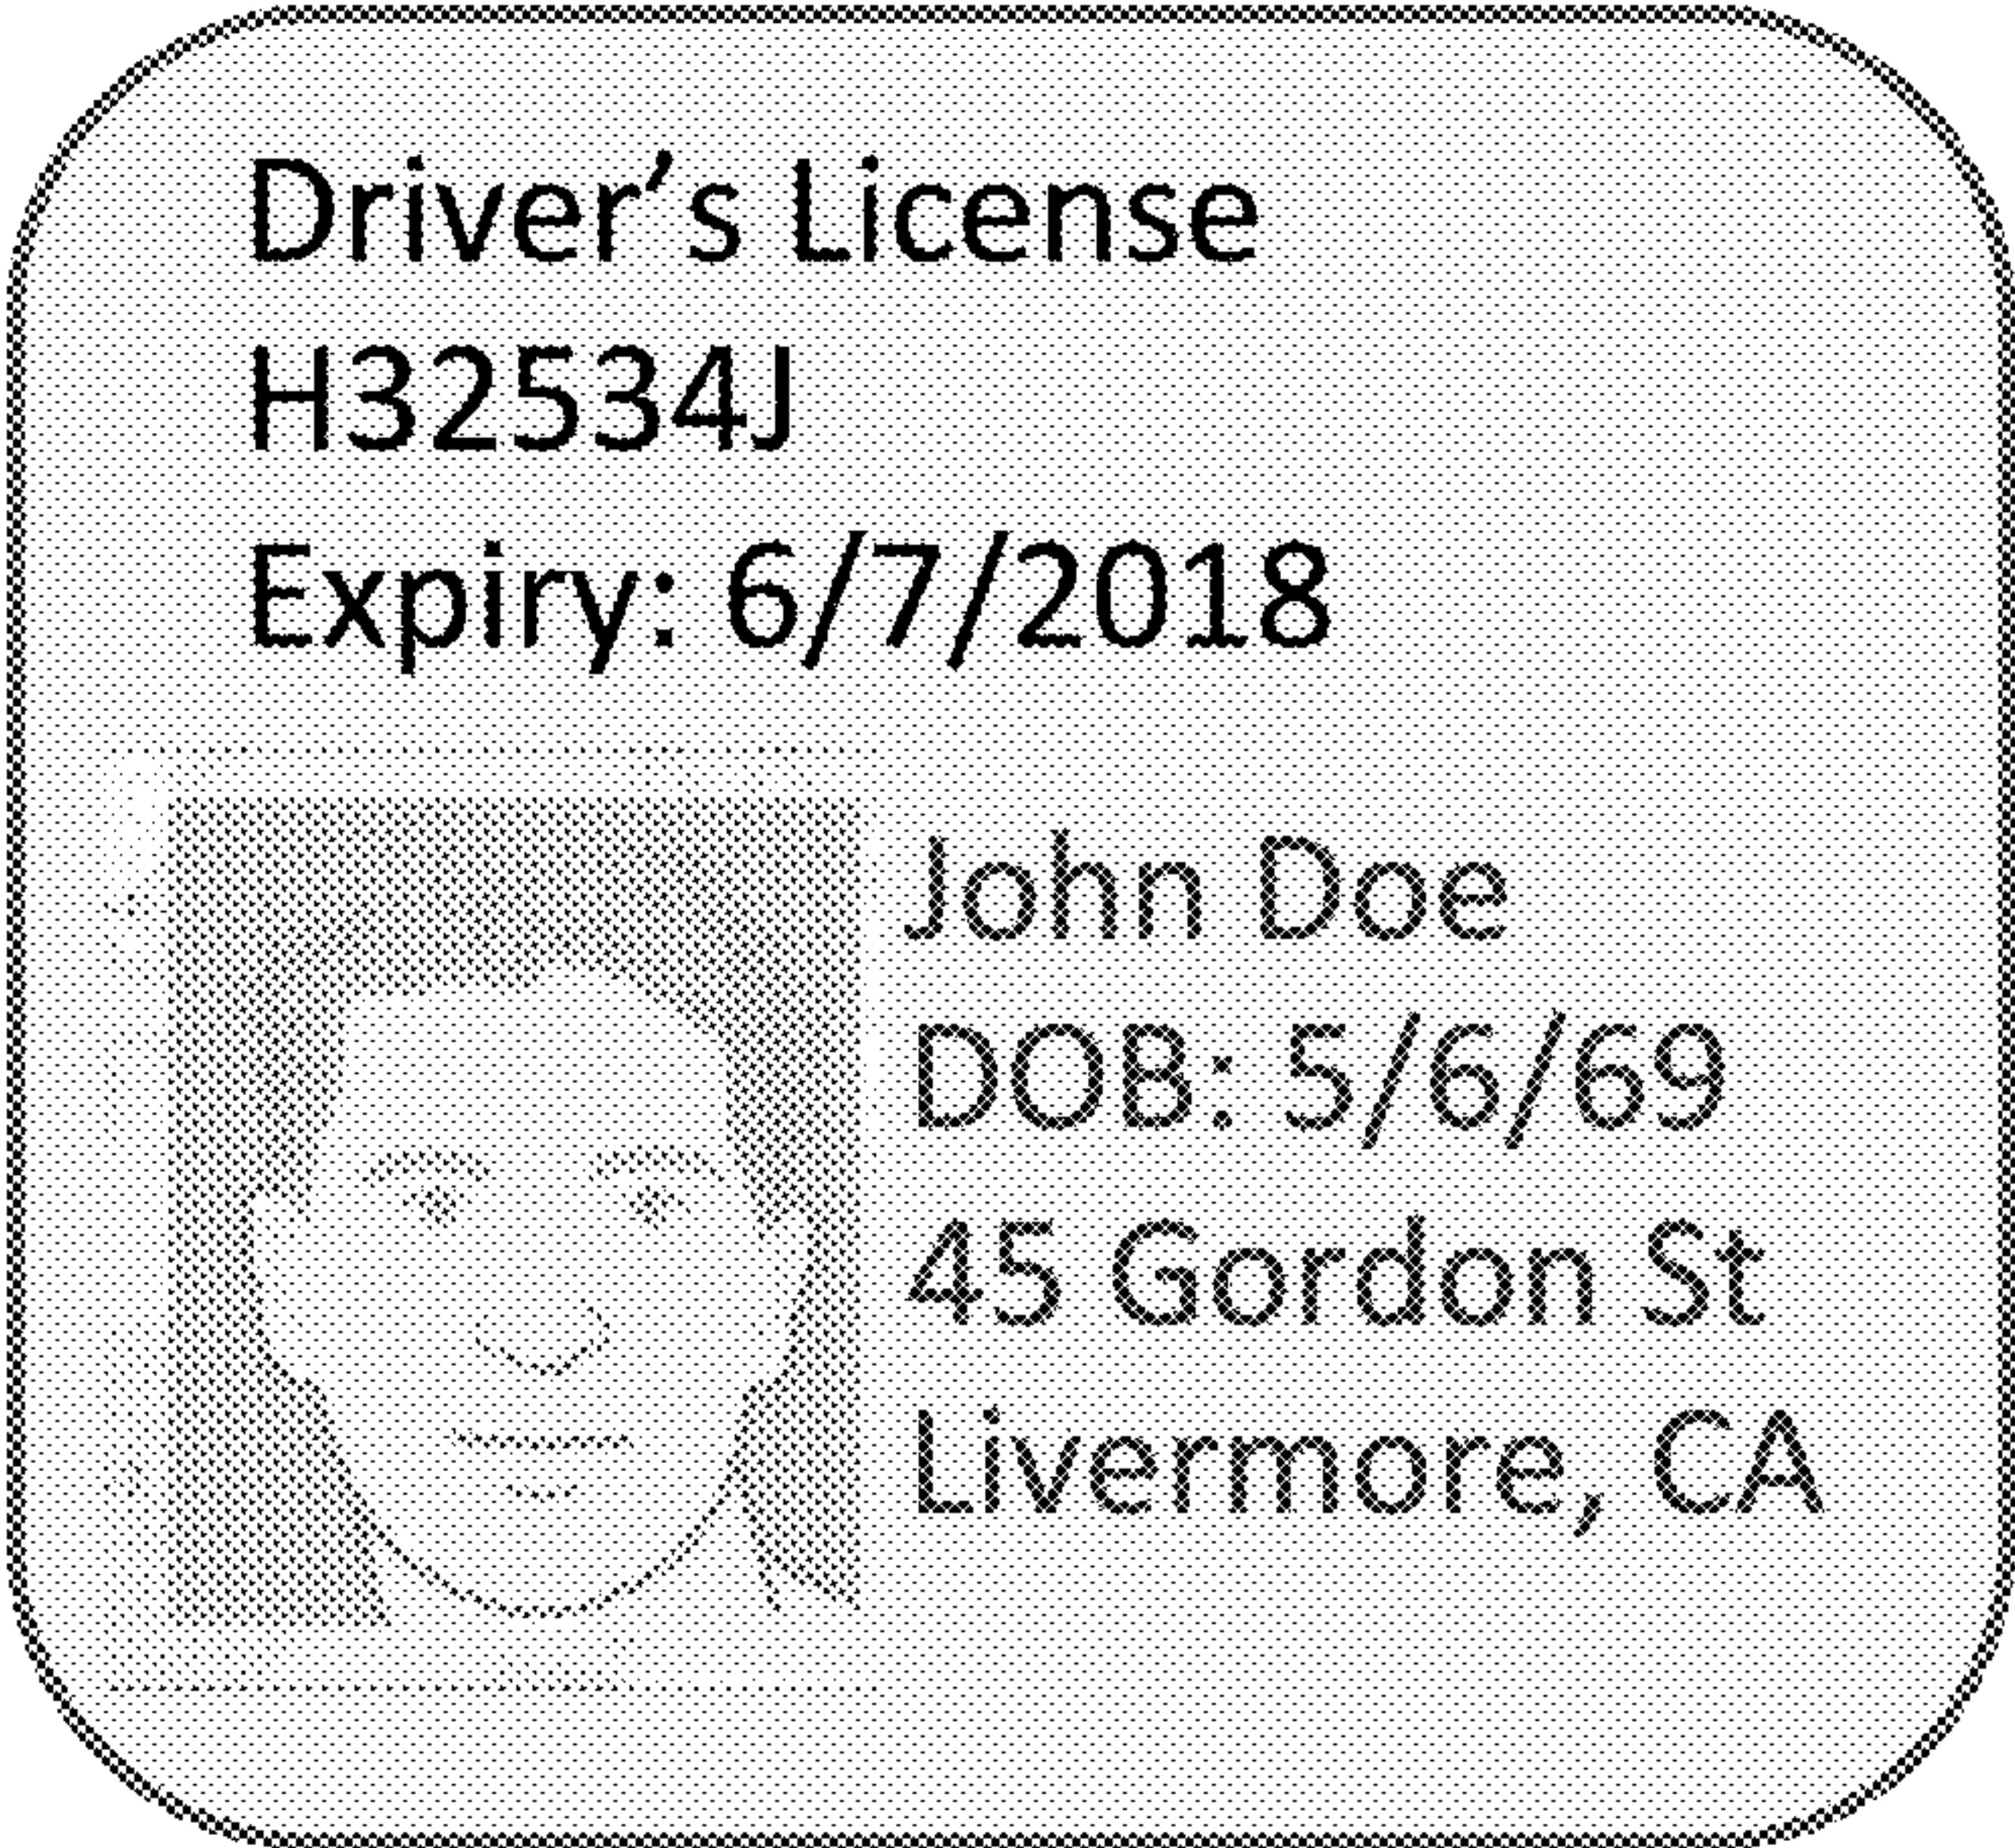 Driver’s License
H32534J
Expiry: 6/7/2018
John Doe
DOB: 5/6/69
45 Gordon St
Livermore, CA